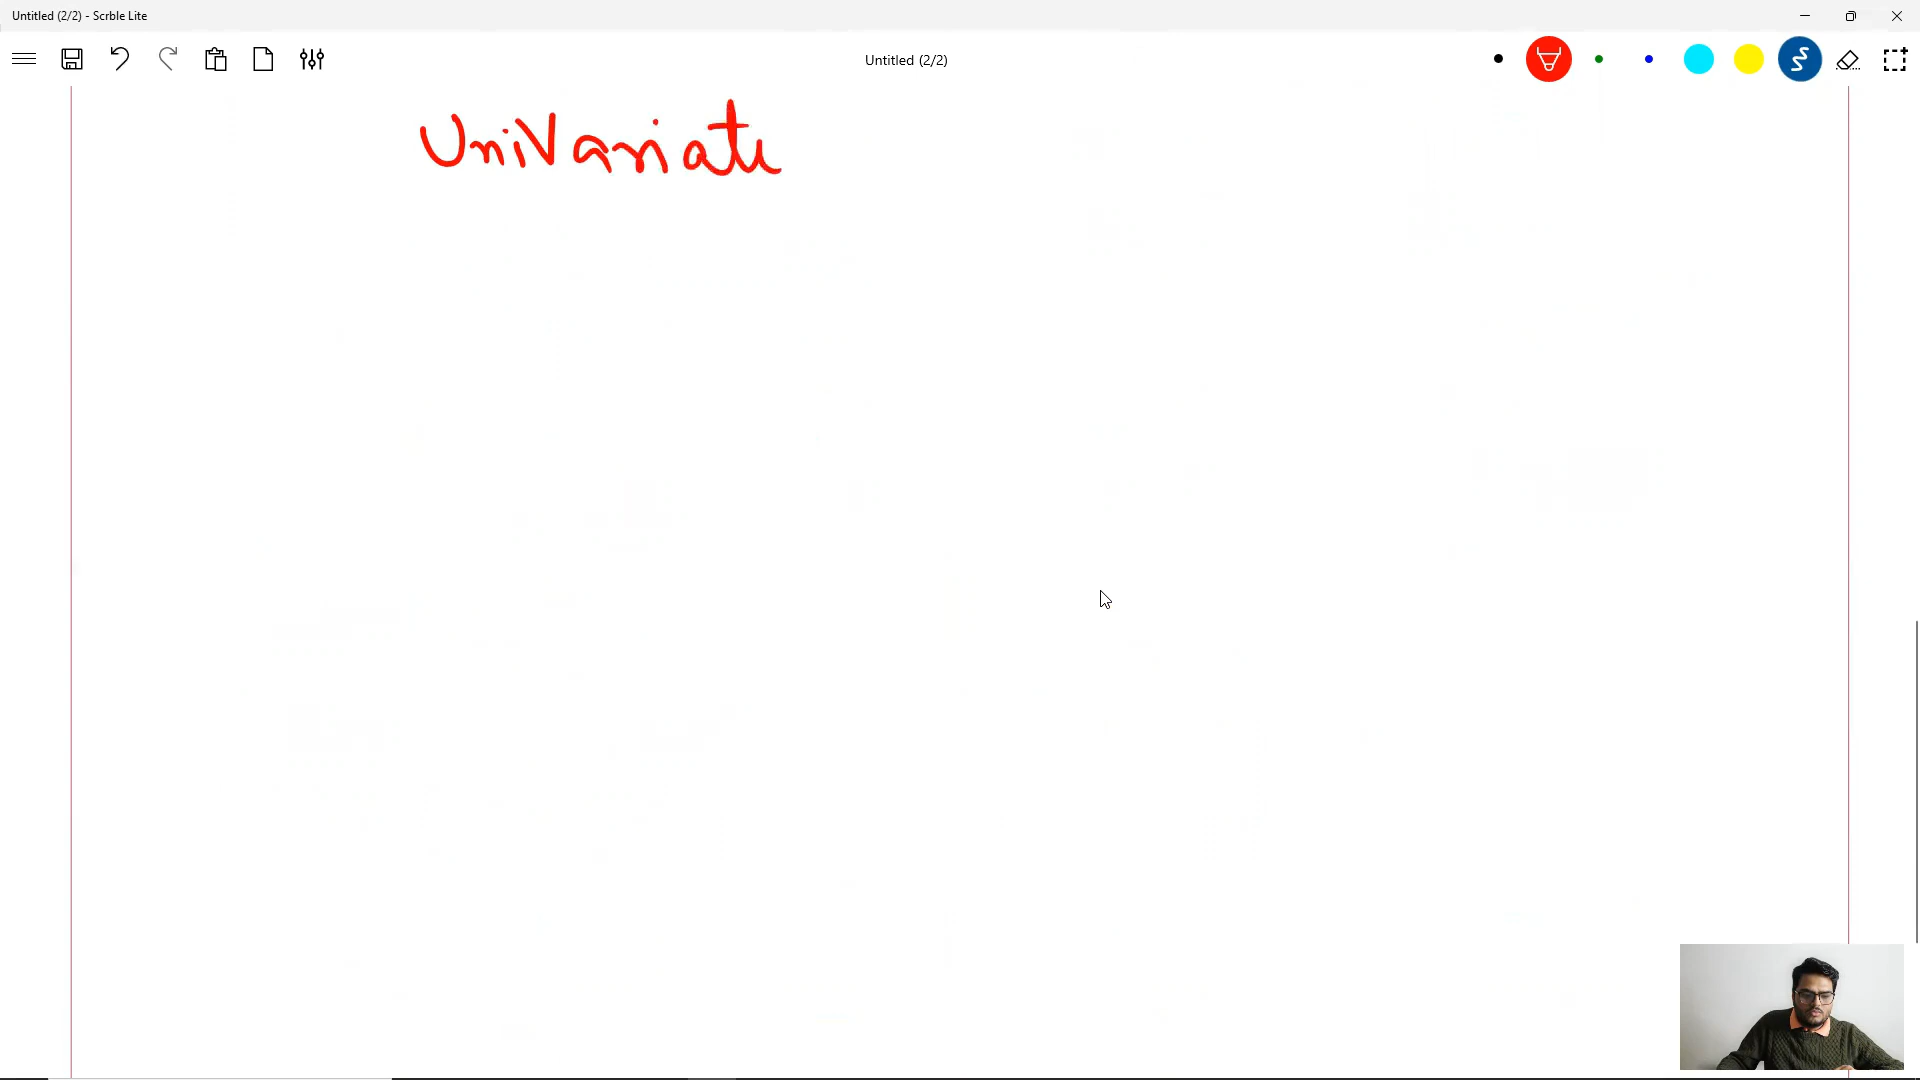 Untitled (2/2) - Scrble Lite
Untitled (2/2)
UniVariate